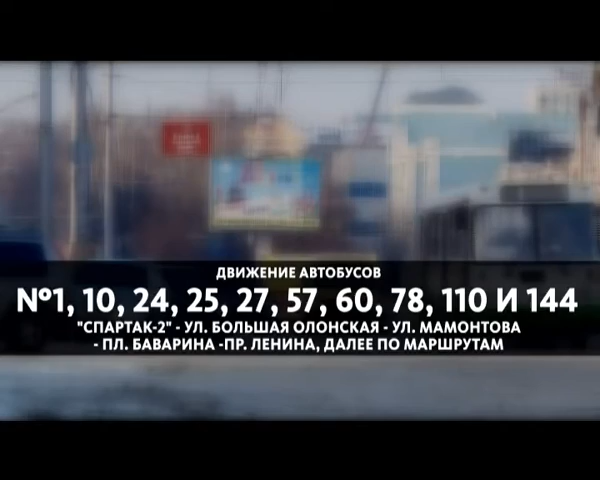 ДВИЖЕНИЕ АВТОБУСОВ
№1, 10, 24, 25, 27, 57, 60, 78, 110 И 144
"СПАРТАК-2" - УЛ. БОЛЬШАЯ ОЛОНСКАЯ - УЛ. МАМОНТОВА
- ПЛ. БАВАРИНА -ПР. ЛЕНИНА, ДАЛЕЕ ПО МАРШРУТАМ